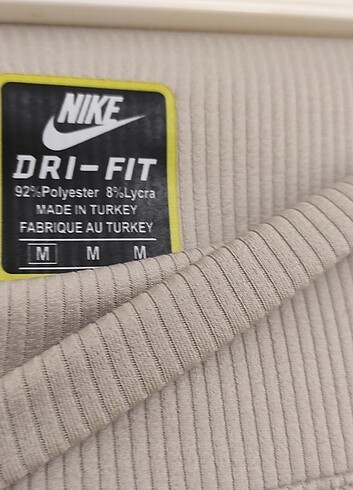 NIKE
DRI-FIT
92%Polyester 8%Lycra
MADE IN TURKEY
FABRIQUE AU TURKEY
M M M